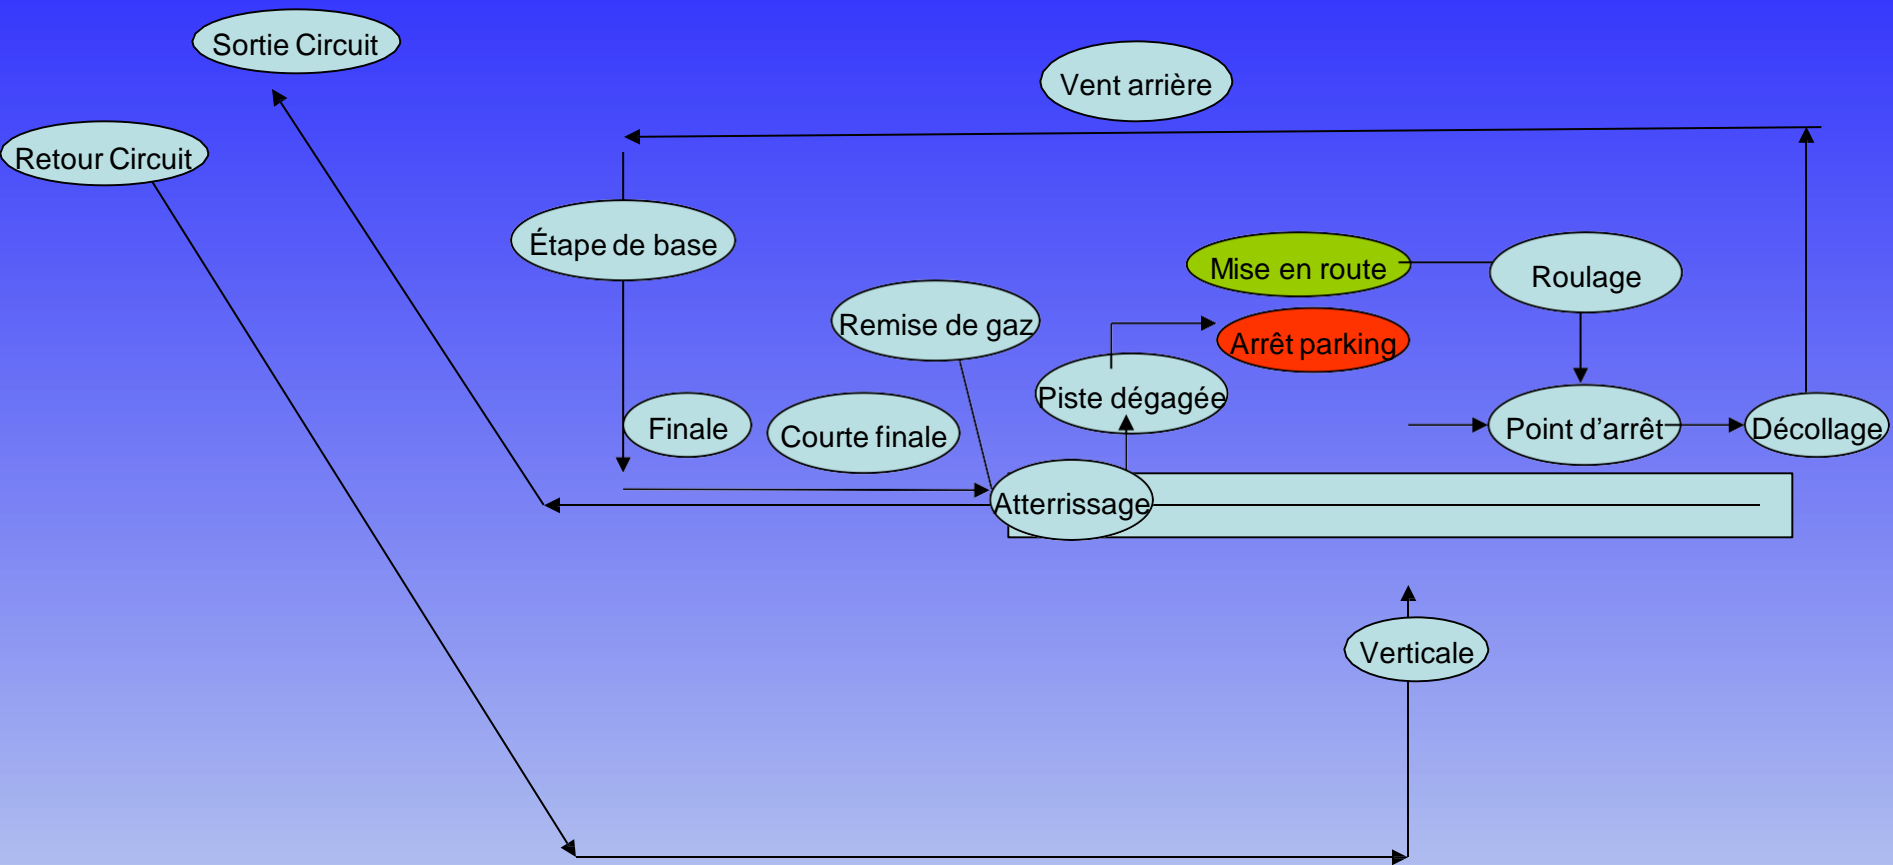 Sortie Circuit
Vent arrière
Retour Circuit
Étape de base
Mise en route
Roulage
Remise de gaz
Arrêt parking
Piste dégagée
Finale
Courte finale
Point d’arrêt
Décollage
Atterrissage
Verticale